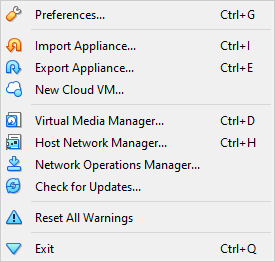 Preferences... Ctrl+G
Import Appliance... Ctrl+I
Export Appliance... Ctrl+E
New Cloud VM...
Virtual Media Manager... Ctrl+D
Host Network Manager... Ctrl+H
Network Operations Manager...
Check for Updates...
Reset All Warnings
Exit Ctrl+Q